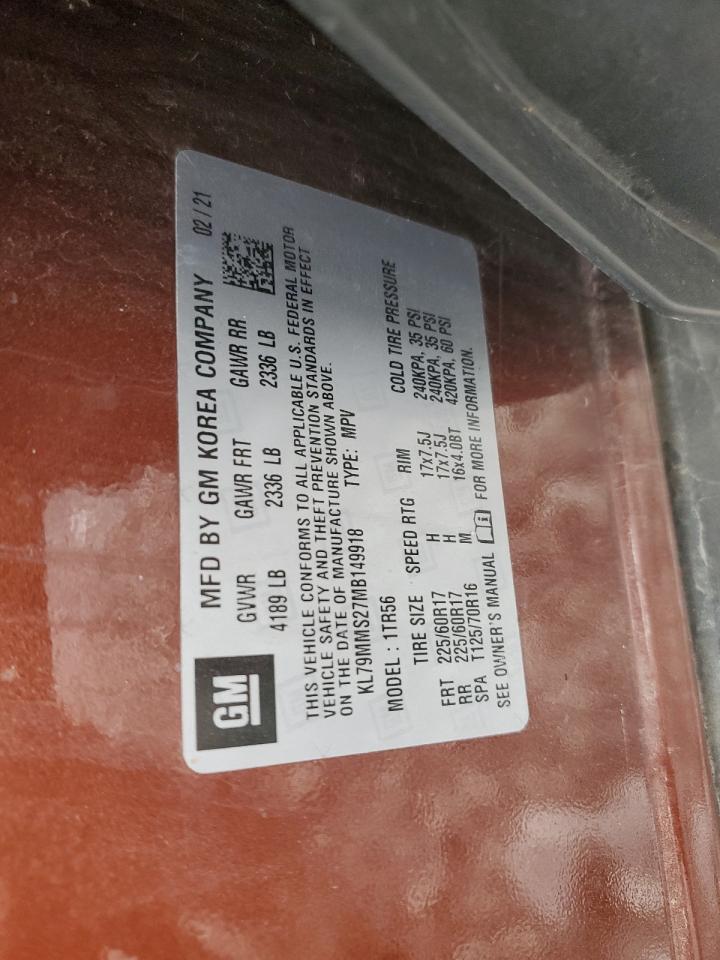 GM
MFD BY GM KOREA COMPANY 02/21
GVWR GAWR FRT GAWR RR
4189 LB 2336 LB 2336 LB
THIS VEHICLE CONFORMS TO ALL APPLICABLE U.S. FEDERAL MOTOR
VEHICLE SAFETY AND THEFT PREVENTION STANDARDS IN EFFECT
ON THE DATE OF MANUFACTURE SHOWN ABOVE.
KL79MMS27MB149918 TYPE: MPV
MODEL : 1TR56
TIRE SIZE SPEED RTG RIM COLD TIRE PRESSURE
FRT 225/60R17 H 17x7.5J 240KPA, 35 PSI
RR 225/60R17 H 17x7.5J 240KPA, 35 PSI
SPA T125/70R16 M 16x4.0BT 420KPA, 60 PSI
SEE OWNER'S MANUAL FOR MORE INFORMATION.